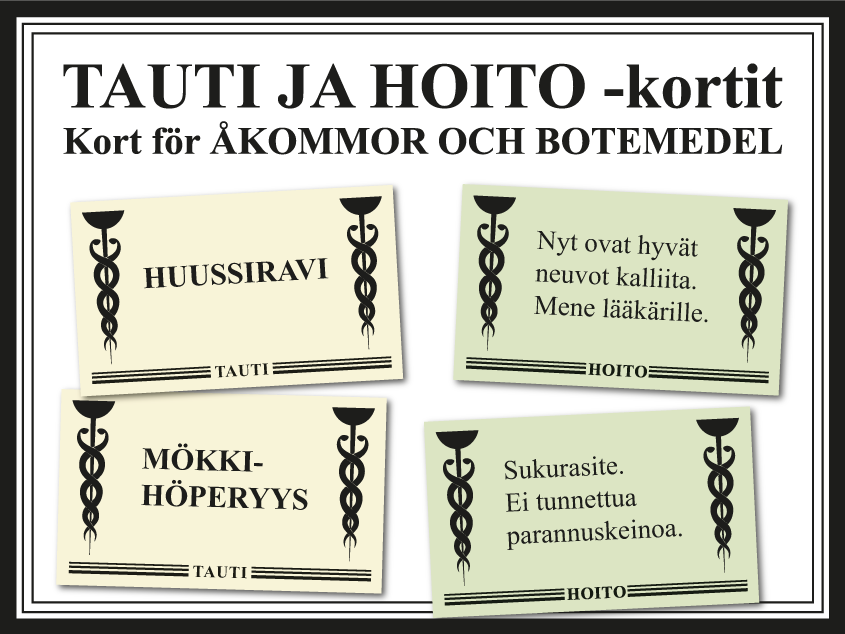 TAUTI JA HOITO -kortit
Kort för ÅKOMMOR OCH BOTEMEDEL
HUUSSIRAVI
TAUTI
Nyt ovat hyvät
neuvot kalliita.
Mene lääkärille.
HOITO
MÖKKI-
HÖPERYYS
TAUTI
Sukurasite.
Ei tunnettua
parannuskeinoa.
HOITO